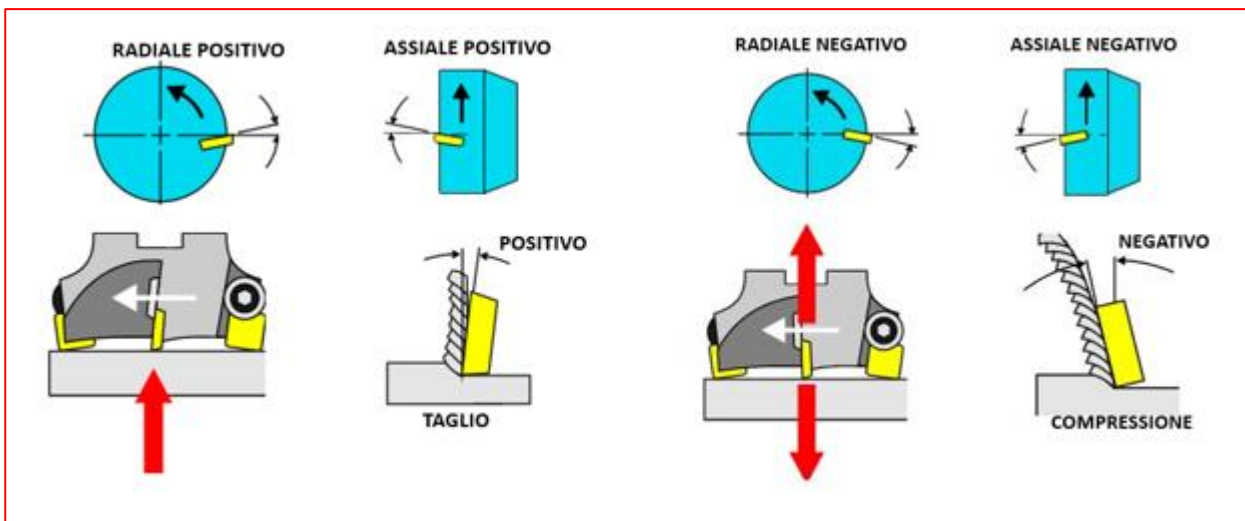 RADIALE POSITIVO
ASSIALE POSITIVO
RADIALE NEGATIVO
ASSIALE NEGATIVO
POSITIVO
TAGLIO
NEGATIVO
COMPRESSIONE